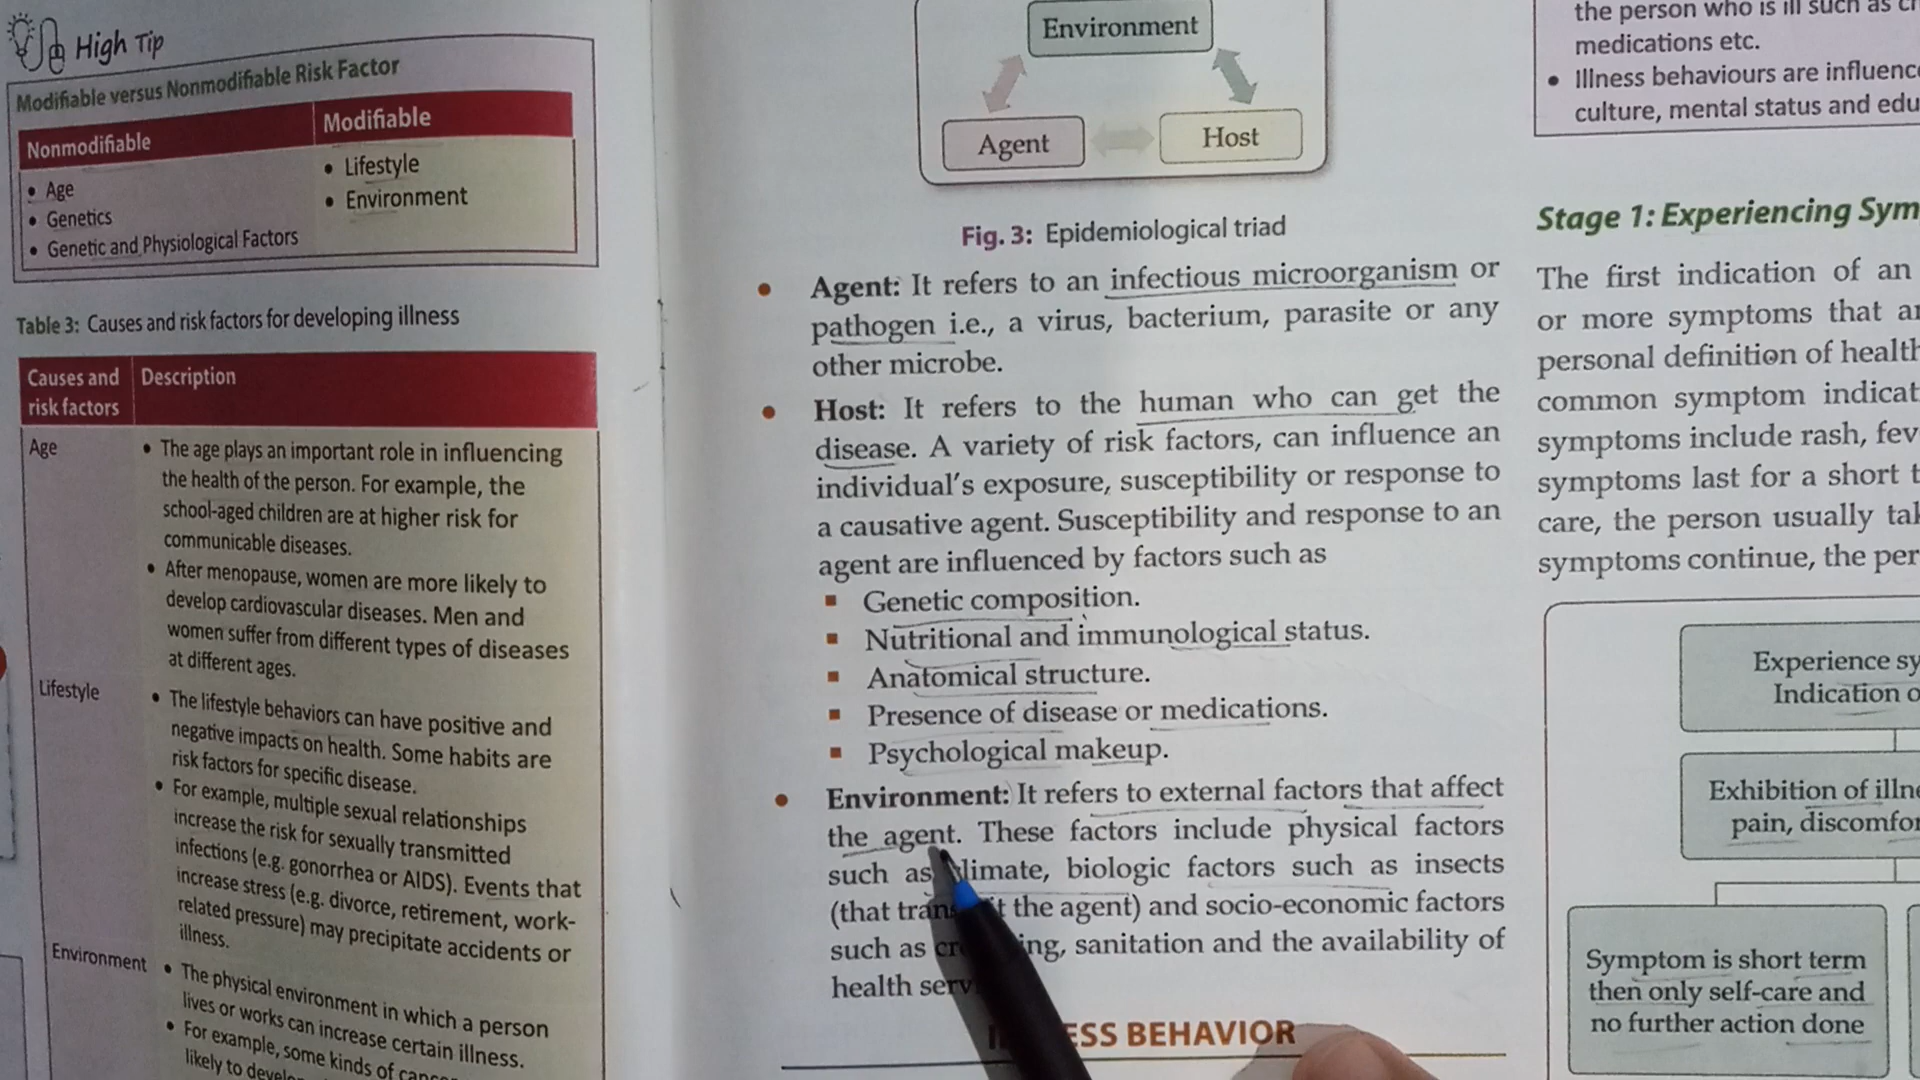 High Tip
Modifiable versus Nonmodifiable Risk Factor
Nonmodifiable
Modifiable
• Age
• Genetics
• Genetic and Physiological Factors
• Lifestyle
• Environment
Table 3: Causes and risk factors for developing illness
Causes and risk factors
Description
Age
• The age plays an important role in influencing
the health of the person. For example, the
school-aged children are at higher risk for
communicable diseases.
• After menopause, women are more likely to
develop cardiovascular diseases. Men and
women suffer from different types of diseases
at different ages.
Lifestyle
• The lifestyle behaviors can have positive and
negative impacts on health. Some habits are
risk factors for specific disease.
• For example, multiple sexual relationships
increase the risk for sexually transmitted
infections (e.g. gonorrhea or AIDS). Events that
increase stress (e.g. divorce, retirement, work-
related pressure) may precipitate accidents or
illness.
Environment
• The physical environment in which a person
lives or works can increase certain illness.
• For example, some kinds of
likely to
Environment
Agent
Host
Fig. 3: Epidemiological triad
• Agent: It refers to an infectious microorganism or
pathogen i.e., a virus, bacterium, parasite or any
other microbe.
• Host: It refers to the human who can get the
disease. A variety of risk factors, can influence an
individual's exposure, susceptibility or response to
a causative agent. Susceptibility and response to an
agent are influenced by factors such as
▪ Genetic composition.
▪ Nutritional and immunological status.
▪ Anatomical structure.
▪ Presence of disease or medications.
▪ Psychological makeup.
• Environment: It refers to external factors that affect
the agent. These factors include physical factors
such as climate, biologic factors such as insects
(that the agent) and socio-economic factors
such as sanitation and the availability of
health
BEHAVIOR
the person who is ill such as
medications etc.
• Illness behaviours are
culture, mental status and
Stage 1: Experiencing
The first indication of an
or more symptoms that
personal definition of
common symptom
symptoms include rash,
symptoms last for a short
care, the person usually
symptoms continue, the
Experience
Indication
Exhibition of
pain,
Symptom is short term
then only self-care and
no further action done